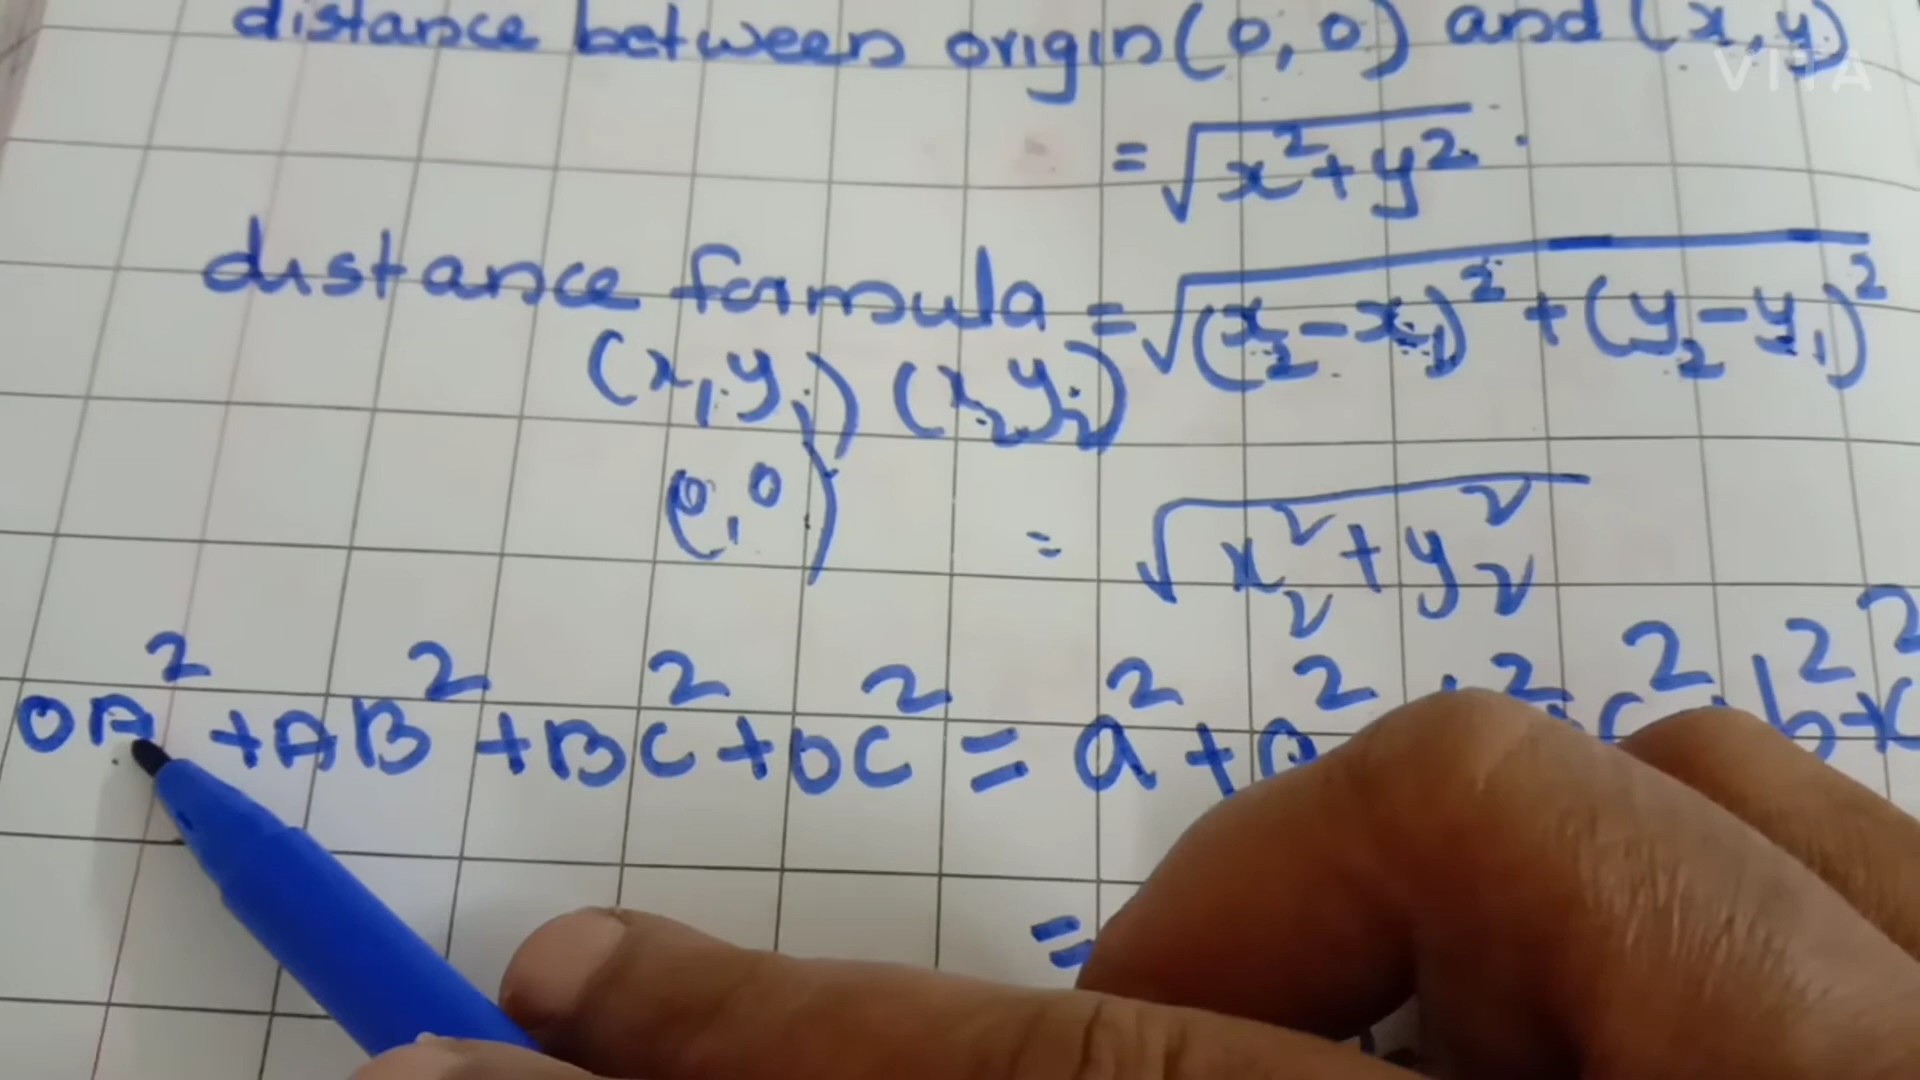 distance between origin (0, 0) and (x, y)
VITA
= √x²+y² .
distance formula = √(x₂-x₁)²+(y₂-y₁)²
(x₁, y₁) (x₂ y₂)
(0, 0) = √x₂²+y₂²
OA² + AB² + BC² + OC² = a² +
=